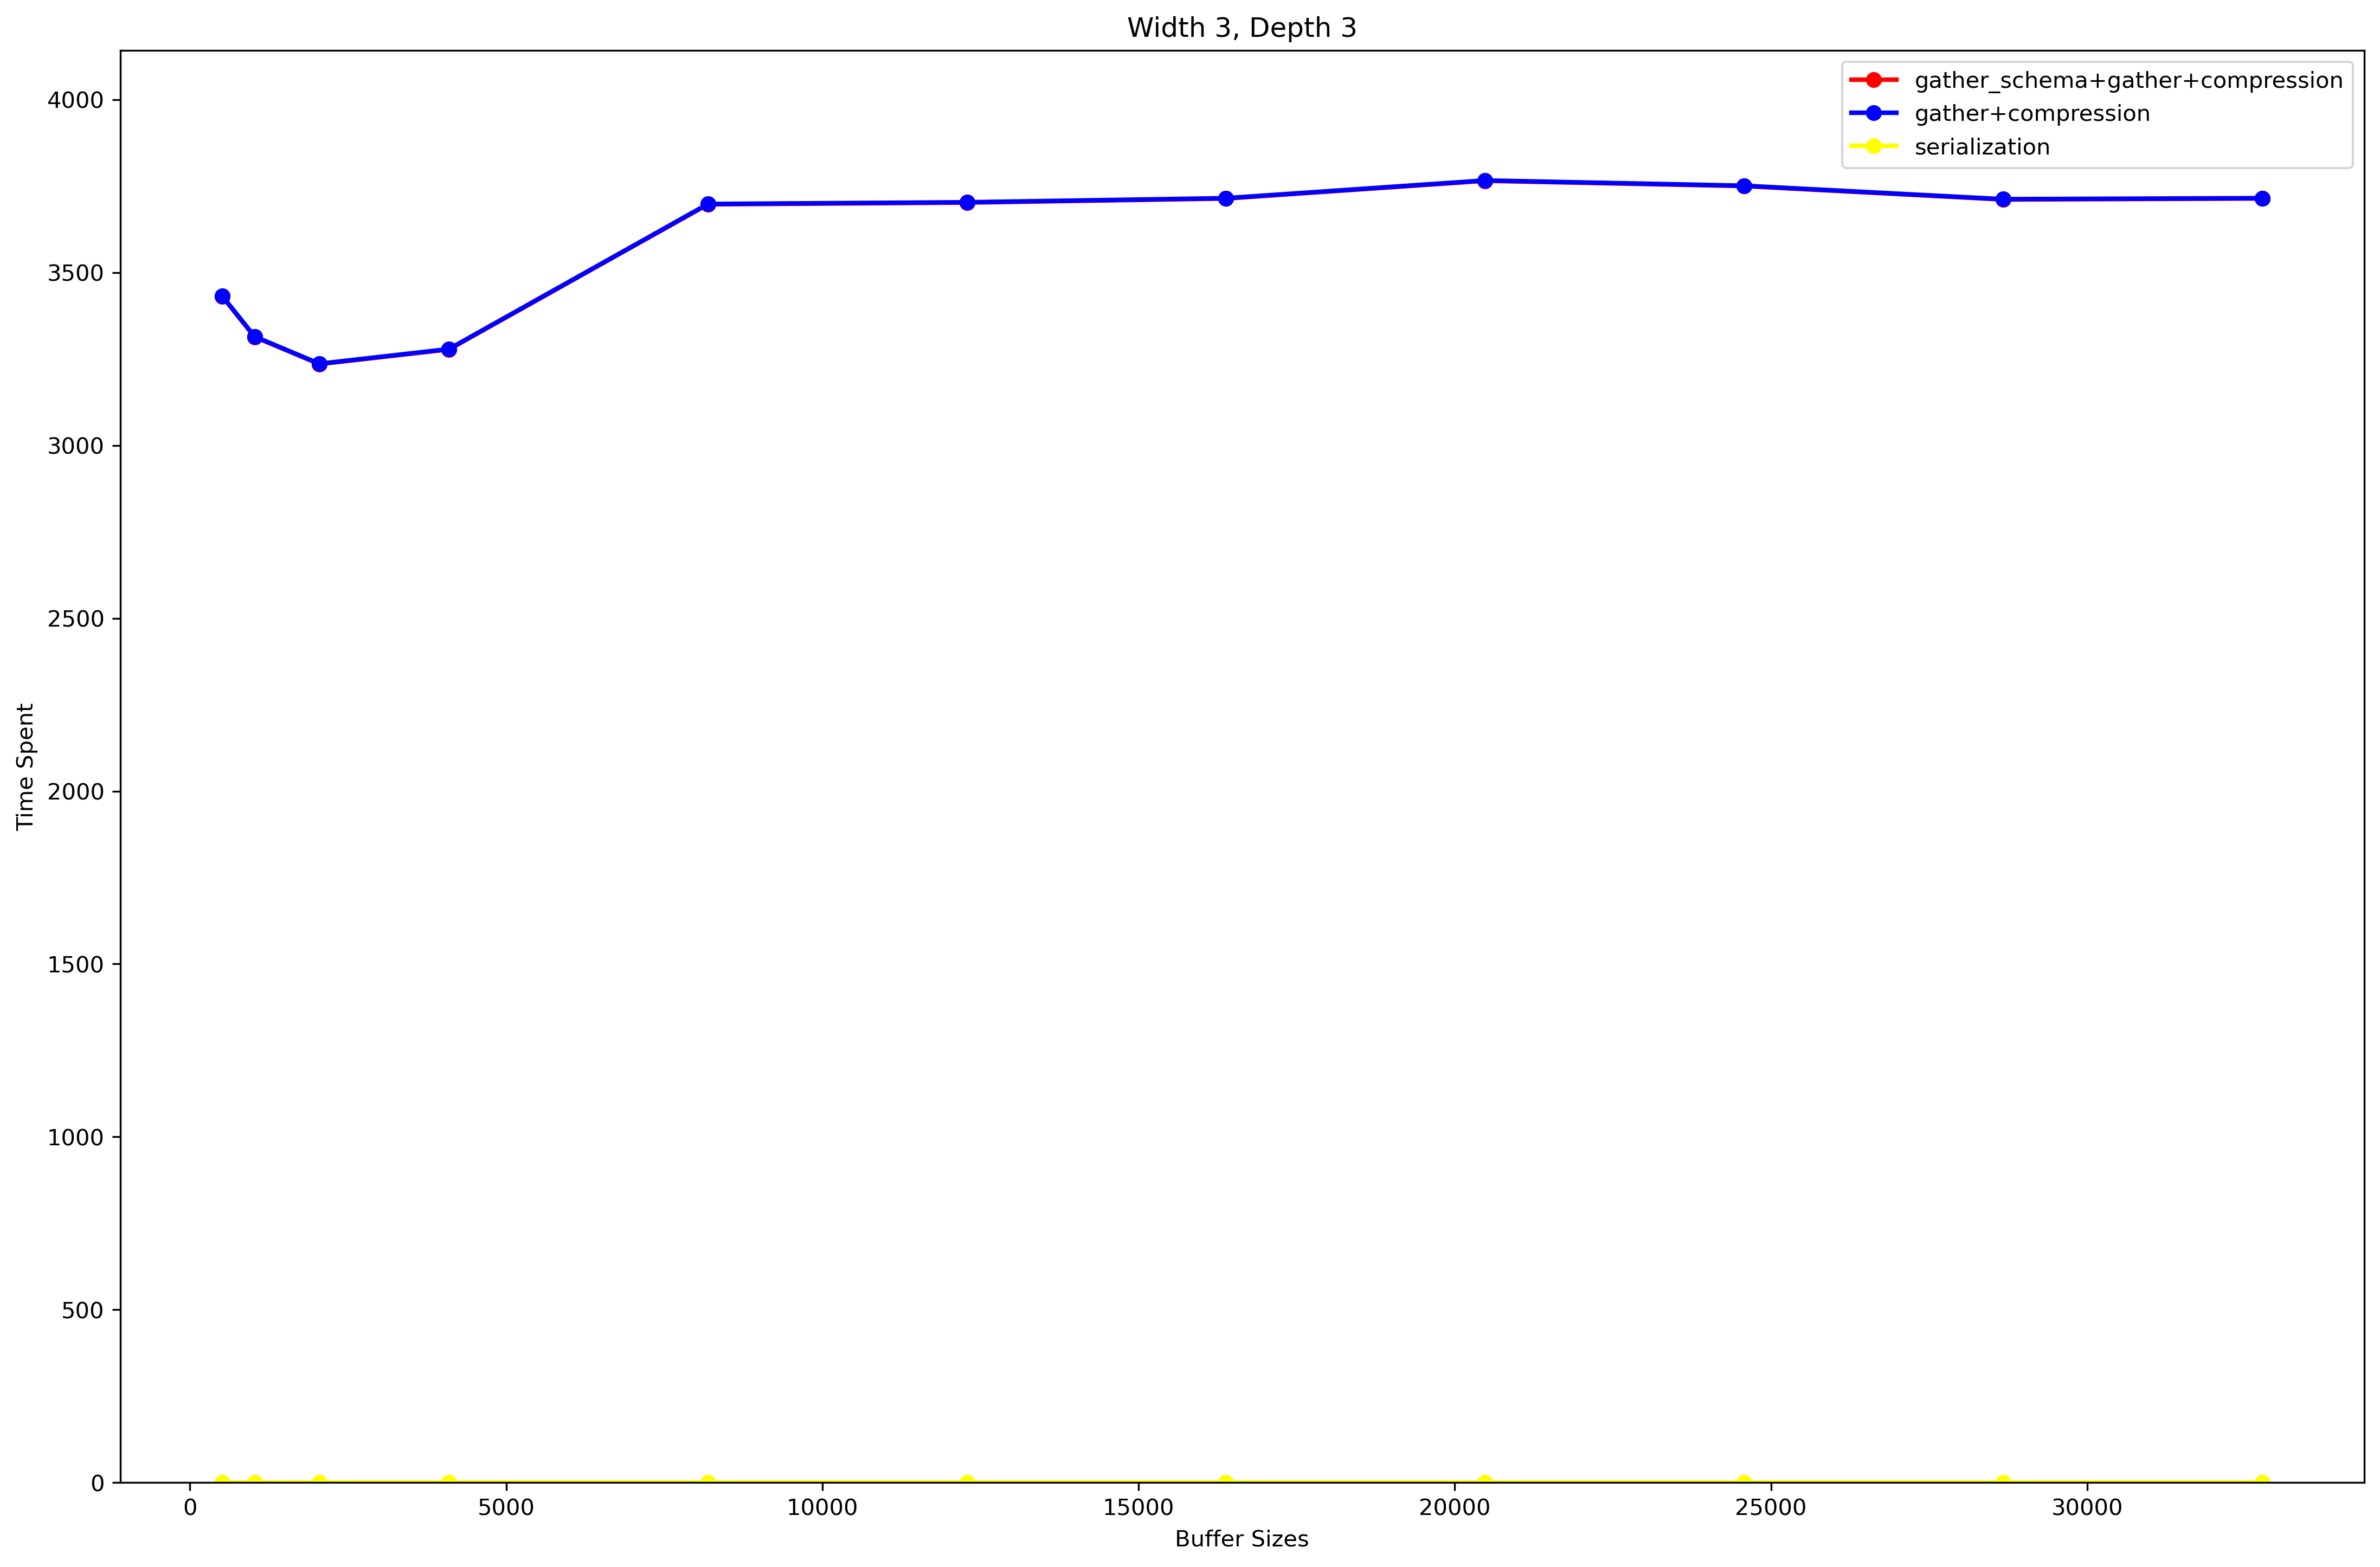 Width 3, Depth 3
gather_schema+gather+compression
gather+compression
serialization
4000
3500
3000
2500
2000
1500
1000
500
0
Time Spent
0 5000 10000 15000 20000 25000 30000
Buffer Sizes